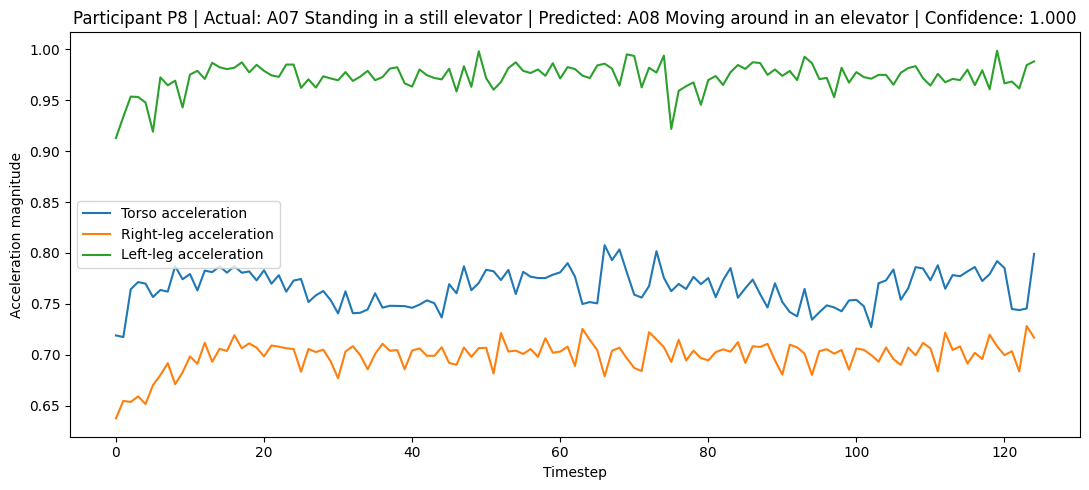 Participant P8 | Actual: A07 Standing in a still elevator | Predicted: A08 Moving around in an elevator | Confidence: 1.000
1.00
0.95
0.90
0.85
0.80
0.75
0.70
0.65
Acceleration magnitude
Torso acceleration
Right-leg acceleration
Left-leg acceleration
0 20 40 60 80 100 120
Timestep